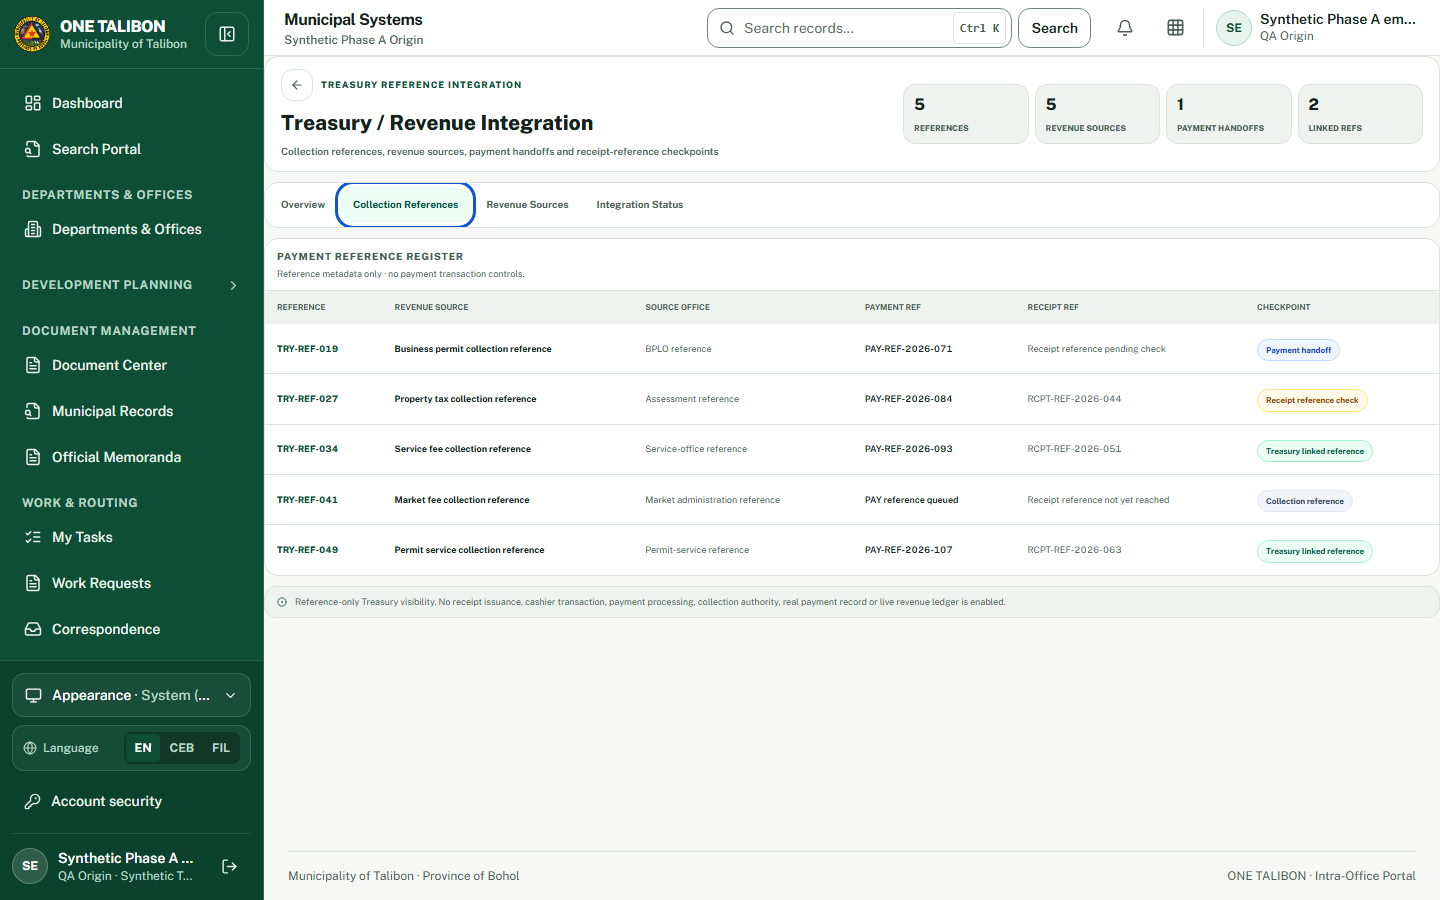 ONE TALIBON
Municipality of Talibon
Dashboard
Search Portal
DEPARTMENTS & OFFICES
Departments & Offices
DEVELOPMENT PLANNING
DOCUMENT MANAGEMENT
Document Center
Municipal Records
Official Memoranda
WORK & ROUTING
My Tasks
Work Requests
Correspondence
Appearance · System (...
Language EN CEB FIL
Account security
SE
Synthetic Phase A ...
QA Origin · Synthetic T...
Municipal Systems
Synthetic Phase A Origin
Search records... Ctrl K
Search
SE
Synthetic Phase A em...
QA Origin
TREASURY REFERENCE INTEGRATION
Treasury / Revenue Integration
Collection references, revenue sources, payment handoffs and receipt-reference checkpoints
5
REFERENCES
5
REVENUE SOURCES
1
PAYMENT HANDOFFS
2
LINKED REFS
Overview Collection References Revenue Sources Integration Status
PAYMENT REFERENCE REGISTER
Reference metadata only · no payment transaction controls.
REFERENCE REVENUE SOURCE SOURCE OFFICE PAYMENT REF RECEIPT REF CHECKPOINT
TRY-REF-019 Business permit collection reference BPLO reference PAY-REF-2026-071 Receipt reference pending check Payment handoff
TRY-REF-027 Property tax collection reference Assessment reference PAY-REF-2026-084 RCPT-REF-2026-044 Receipt reference check
TRY-REF-034 Service fee collection reference Service-office reference PAY-REF-2026-093 RCPT-REF-2026-051 Treasury linked reference
TRY-REF-041 Market fee collection reference Market administration reference PAY reference queued Receipt reference not yet reached Collection reference
TRY-REF-049 Permit service collection reference Permit-service reference PAY-REF-2026-107 RCPT-REF-2026-063 Treasury linked reference
Reference-only Treasury visibility. No receipt issuance, cashier transaction, payment processing, collection authority, real payment record or live revenue ledger is enabled.
Municipality of Talibon · Province of Bohol
ONE TALIBON · Intra-Office Portal